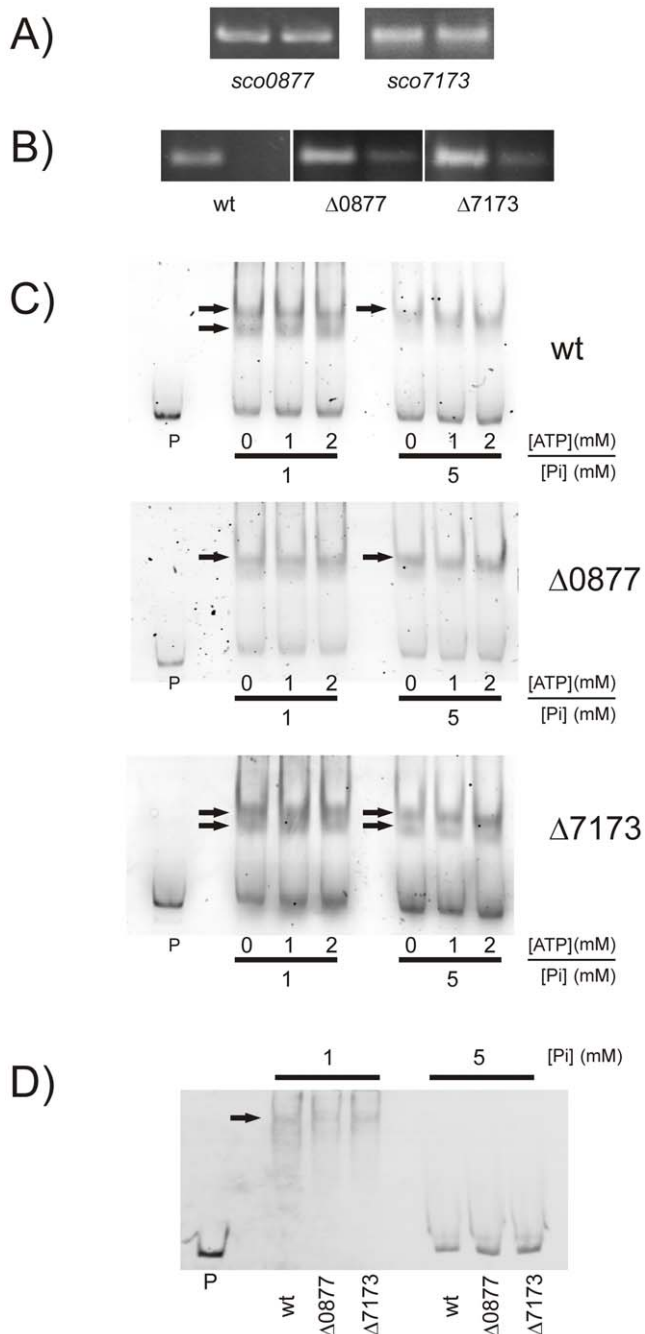 A)
sco0877 sco7173
B)
wt Δ0877 Δ7173
C)
wt
P 0 1 2 0 1 2 [ATP](mM)
1 5 [Pi] (mM)
Δ0877
P 0 1 2 0 1 2 [ATP](mM)
1 5 [Pi] (mM)
Δ7173
P 0 1 2 0 1 2 [ATP](mM)
1 5 [Pi] (mM)
D)
1 5 [Pi] (mM)
P wt Δ0877 Δ7173 wt Δ0877 Δ7173